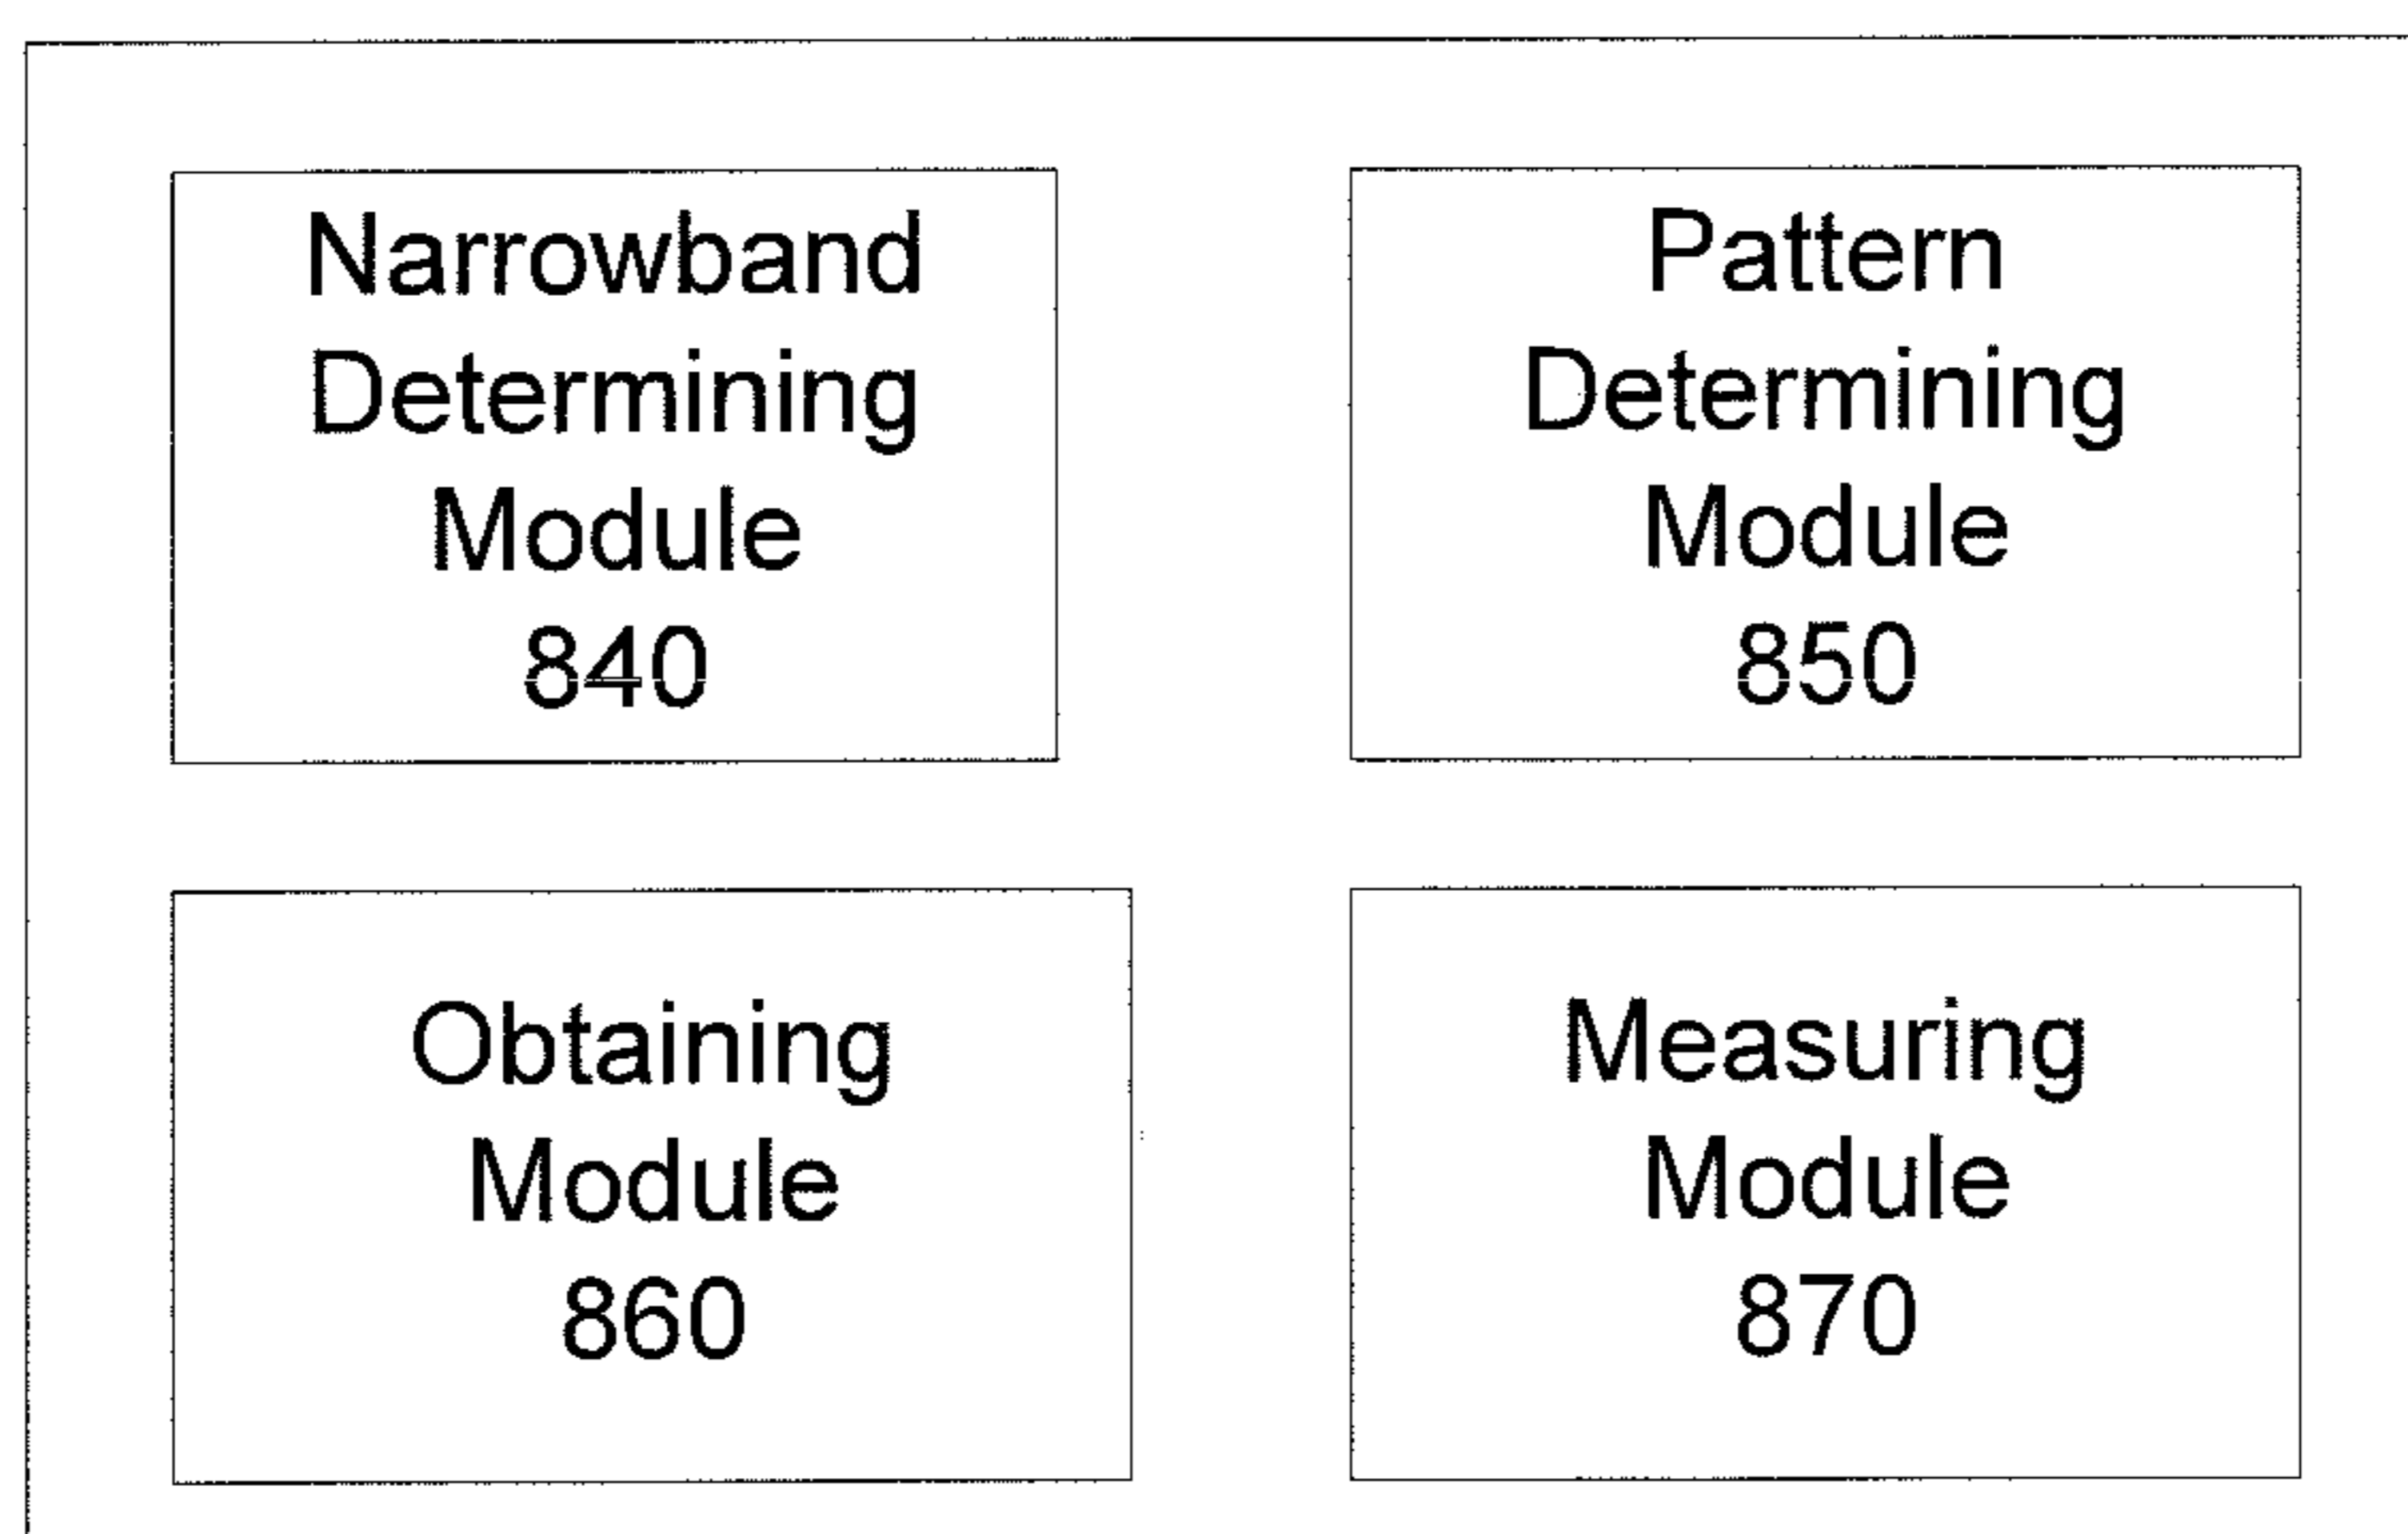 Narrowband
Determining
Module
840
Pattern
Determining
Module
850
Obtaining
Module
860
Measuring
Module
870